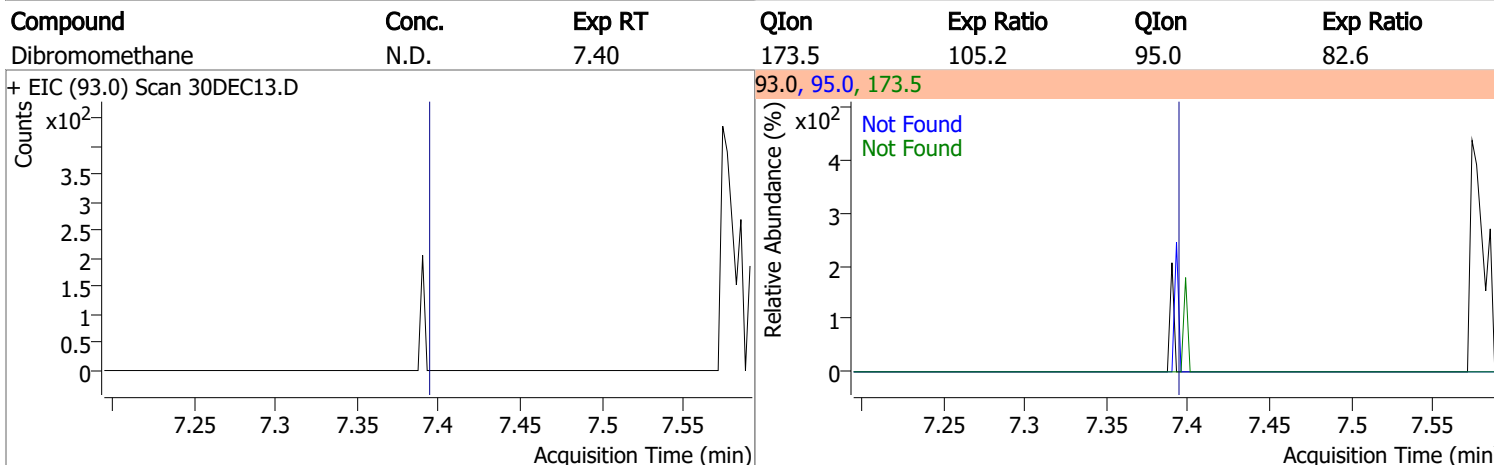 Compound Conc. Exp RT QIon Exp Ratio QIon Exp Ratio
Dibromomethane N.D. 7.40 173.5 105.2 95.0 82.6
+ EIC (93.0) Scan 30DEC13.D
Counts
x10²
3.5
3
2.5
2
1.5
1
0.5
0
7.25 7.3 7.35 7.4 7.45 7.5 7.55
Acquisition Time (min)
93.0, 95.0, 173.5
Relative Abundance (%)
x10²
Not Found
Not Found
4
3
2
1
0
7.25 7.3 7.35 7.4 7.45 7.5 7.55
Acquisition Time (min